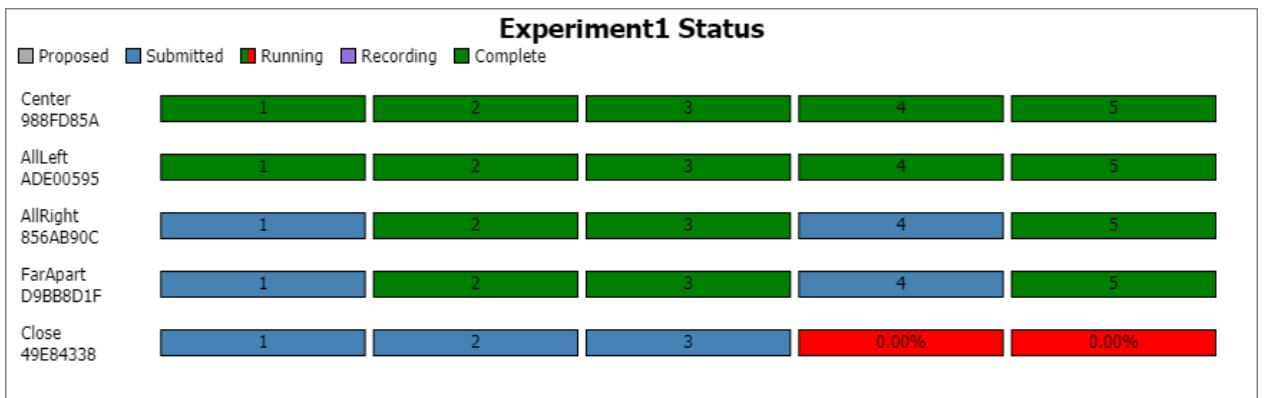 Experiment1 Status
Proposed Submitted Running Recording Complete
Center
988FD85A
1 2 3 4 5
AllLeft
ADE00595
1 2 3 4 5
AllRight
856AB90C
1 2 3 4 5
FarApart
D9BB8D1F
1 2 3 4 5
Close
49E84338
1 2 3 0.00% 0.00%